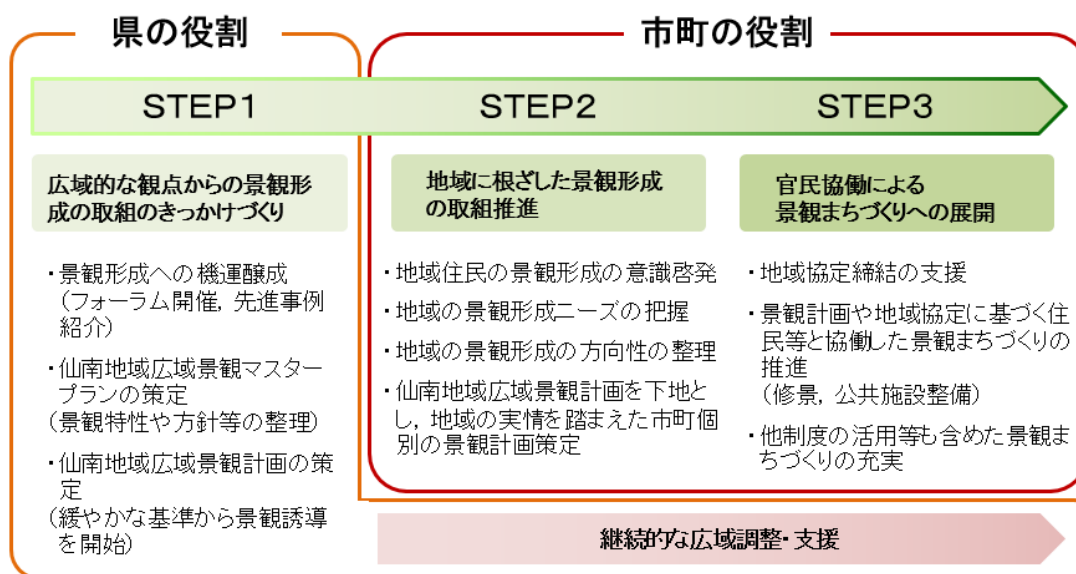 県の役割
市町の役割
STEP1
STEP2
STEP3
広域的な観点からの景観形
成の取組のきっかけづくり
・景観形成への機運醸成
(フォーラム開催, 先進事例
紹介)
・仙南地域広域景観マスター
プランの策定
(景観特性や方針等の整理)
・仙南地域広域景観計画の策
定
(緩やかな基準から景観誘導
を開始)
地域に根ざした景観形成
の取組推進
・地域住民の景観形成の意識啓発
・地域の景観形成ニーズの把握
・地域の景観形成の方向性の整理
・仙南地域広域景観計画を下地と
し, 地域の実情を踏まえた市町個
別の景観計画策定
官民協働による
景観まちづくりへの展開
・地域協定締結の支援
・景観計画や地域協定に基づく住
民等と協働した景観まちづくりの
推進
(修景, 公共施設整備)
・他制度の活用等も含めた景観ま
ちづくりの充実
継続的な広域調整・支援